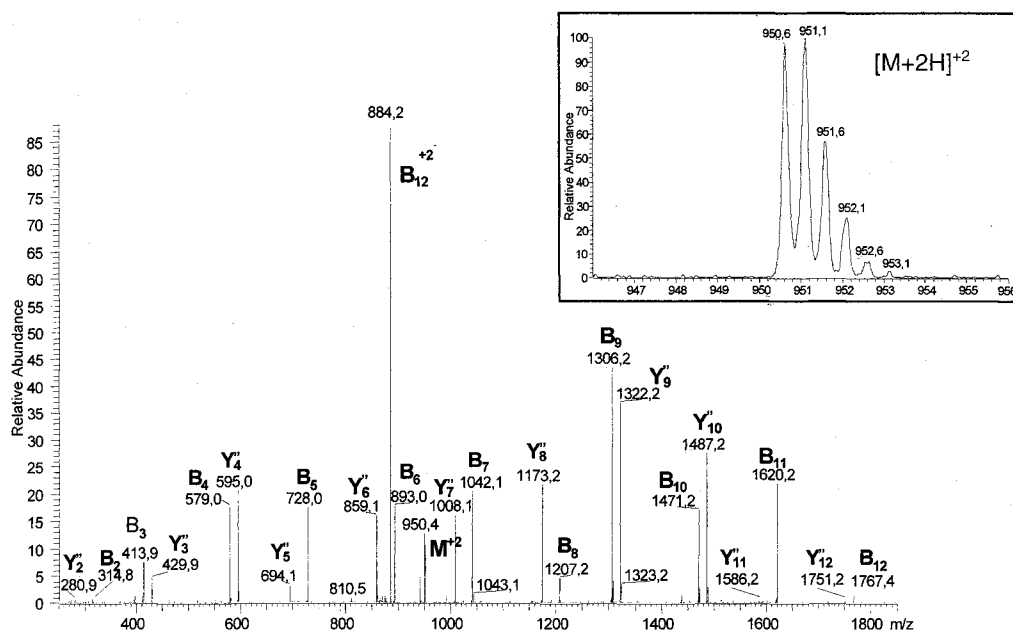 100
90
80
70
60
50
40
30
20
10
0
Relative Abundance
950,6
951,1
[M+2H]+2
951,6
952,1
952,6
953,1
947
948
949
950
951
952
953
954
955
956
884,2
B12+2
85
80
75
70
65
60
55
50
45
40
35
30
25
20
15
10
5
0
Relative Abundance
B9
1306,2
Y"9
1322,2
Y"10
1487,2
Y"8
1173,2
B7
1042,1
B11
1620,2
Y"4
595,0
B4
579,0
B5
728,0
Y"6
859,1
B6
893,0
Y"7
1008,1
950,4
M+2
B10
1471,2
B3
413,9
Y"3
429,9
Y"2
280,9
B2
314,8
Y"5
694,1
810,5
1043,1
B8
1207,2
1323,2
Y"11
1586,2
Y"12
1751,2
B12
1767,4
400
600
800
1000
1200
1400
1600
1800
m/z